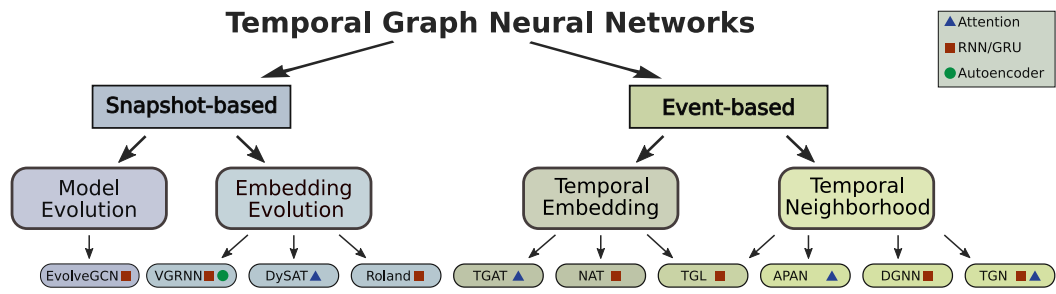 Temporal Graph Neural Networks
Attention
RNN/GRU
Autoencoder
Snapshot-based
Event-based
Model
Evolution
Embedding
Evolution
Temporal
Embedding
Temporal
Neighborhood
EvolveGCN
VGRNN
DySAT
Roland
TGAT
NAT
TGL
APAN
DGNN
TGN